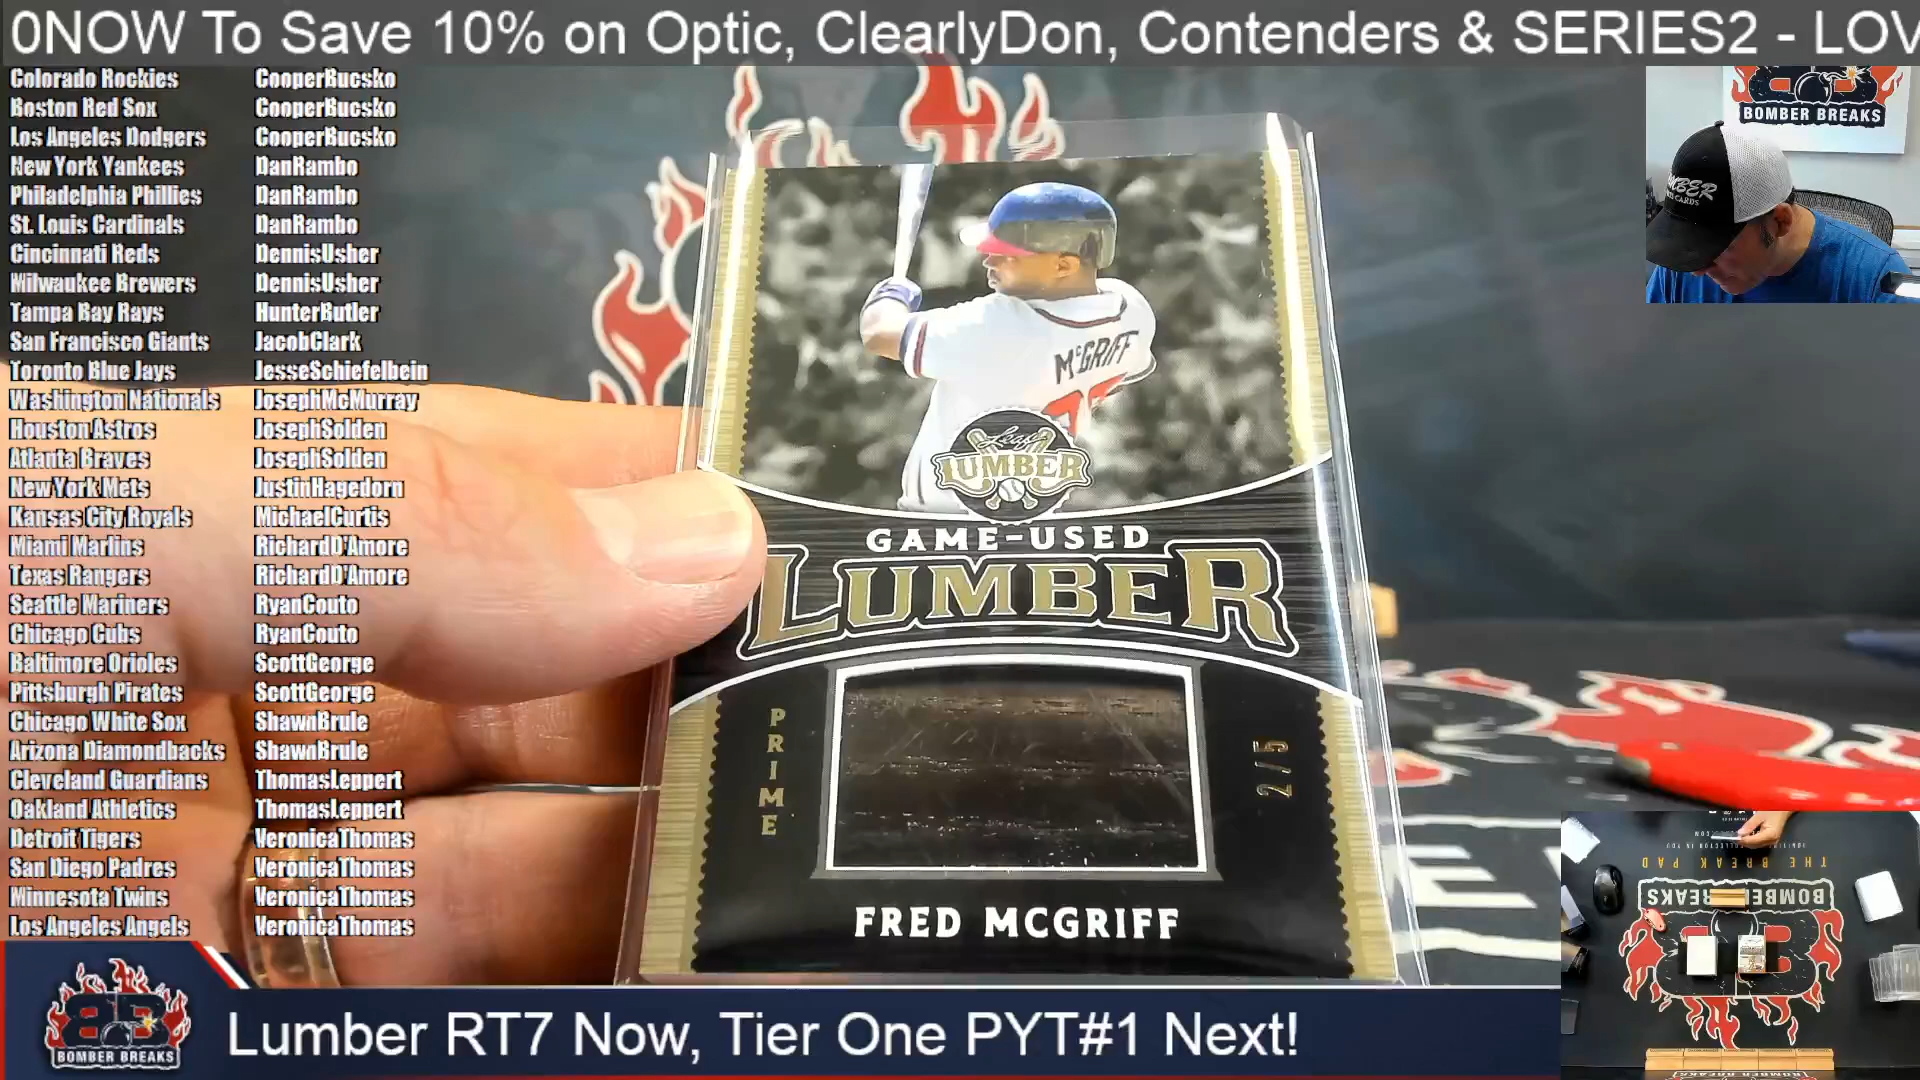 0NOW To Save 10% on Optic, ClearlyDon, Contenders & SERIES2 - LOV
Colorado Rockies CooperBucsko
Boston Red Sox CooperBucsko
Los Angeles Dodgers CooperBucsko
New York Yankees DanRambo
Philadelphia Phillies DanRambo
St. Louis Cardinals DanRambo
Cincinnati Reds DennisUsher
Milwaukee Brewers DennisUsher
Tampa Bay Rays HunterButler
San Francisco Giants JacobClark
Toronto Blue Jays JesseSchiefelbein
Washington Nationals JosephMcMurray
Houston Astros JosephSolden
Atlanta Braves JosephSolden
New York Mets JustinHagedorn
Kansas City Royals MichaelCurtis
Miami Marlins RichardD'Amore
Texas Rangers RichardD'Amore
Seattle Mariners RyanCouto
Chicago Cubs RyanCouto
Baltimore Orioles ScottGeorge
Pittsburgh Pirates ScottGeorge
Chicago White Sox ShawnBrule
Arizona Diamondbacks ShawnBrule
Cleveland Guardians ThomasLeppert
Oakland Athletics ThomasLeppert
Detroit Tigers VeronicaThomas
San Diego Padres VeronicaThomas
Minnesota Twins VeronicaThomas
Los Angeles Angels VeronicaThomas
McGRIFF
Leaf
LUMBER
GAME-USED
LUMBER
PRIME
2/5
FRED MCGRIFF
BOMBER BREAKS
THE BREAK PAD
BOMBER BREAKS
BB
BOMBER BREAKS
Lumber RT7 Now, Tier One PYT#1 Next!